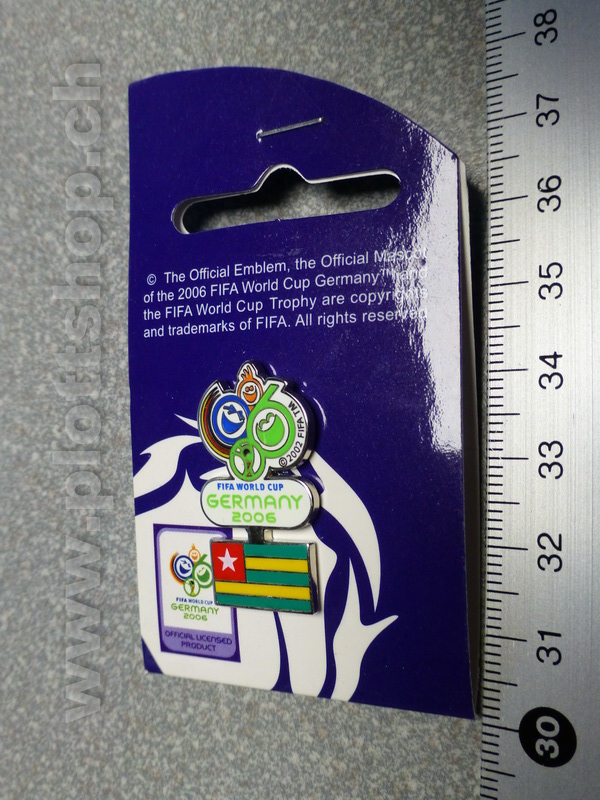 © The Official Emblem, the Official Mascot
of the 2006 FIFA World Cup Germany™ and
the FIFA World Cup Trophy are copyrights
and trademarks of FIFA. All rights reserved
© 2002 FIFA TM
FIFA WORLD CUP
GERMANY
2006
FIFA WORLD CUP
GERMANY
2006
OFFICIAL LICENSED
PRODUCT
38
37
36
35
34
33
32
31
30
www.pinoftshop.ch